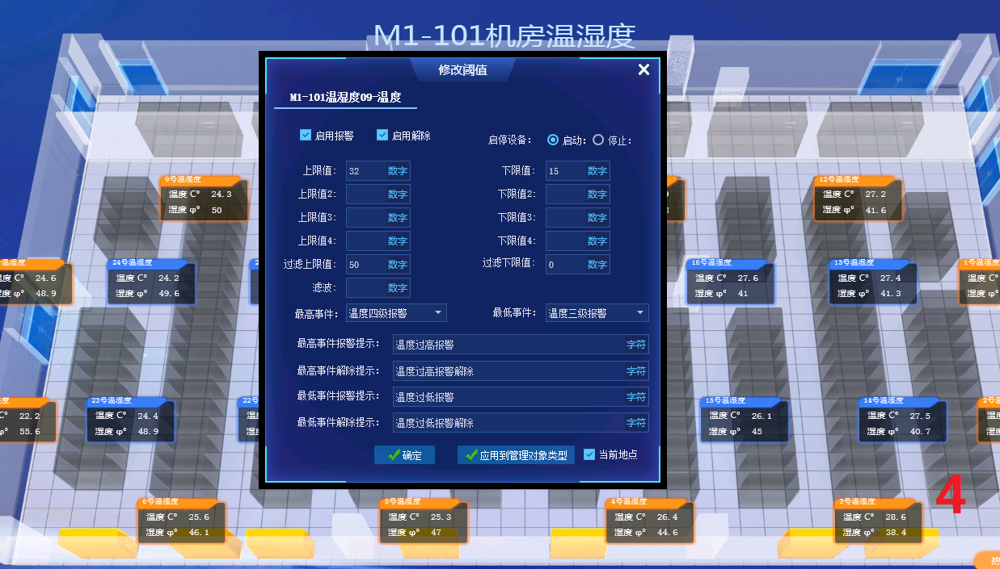 M1-101机房温湿度
修改阈值
M1-101温湿度09-温度
启用报警 启用解除 启停设备: 启动: 停止:
上限值: 32 数字 下限值: 15 数字
上限值2: 数字 下限值2: 数字
上限值3: 数字 下限值3: 数字
上限值4: 数字 下限值4: 数字
过滤上限值: 50 数字 过滤下限值: 0 数字
滤波: 数字
最高事件: 温度四级报警 最低事件: 温度三级报警
最高事件报警提示: 温度过高报警 字符
最高事件解除提示: 温度过高报警解除 字符
最低事件报警提示: 温度过低报警 字符
最低事件解除提示: 温度过低报警解除 字符
确定 应用到管理对象类型 当前地点
9号温湿度
温度 C° 24.3
湿度 φ° 50
12号温湿度
温度 C° 27.2
湿度 φ° 41.6
温湿度
度 C° 24.6
度 φ° 48.9
24号温湿度
温度 C° 24.2
湿度 φ° 49.6
16号温湿度
温度 C° 27.6
湿度 φ° 41
13号温湿度
温度 C° 27.4
湿度 φ° 41.3
1号温湿度
温度 C°
湿度 φ°
度
C° 22.2
φ° 55.6
23号温湿度
温度 C° 24.4
湿度 φ° 48.9
22号
温
湿
15号温湿度
温度 C° 26.1
湿度 φ° 45
14号温湿度
温度 C° 27.5
湿度 φ° 40.7
2号温
温度
湿度
6号温湿度
温度 C° 25.6
湿度 φ° 46.1
5号温湿度
温度 C° 25.3
湿度 φ° 47
4号温湿度
温度 C° 26.4
湿度 φ° 44.6
3号温湿度
温度 C° 28.6
湿度 φ° 38.4
4
热